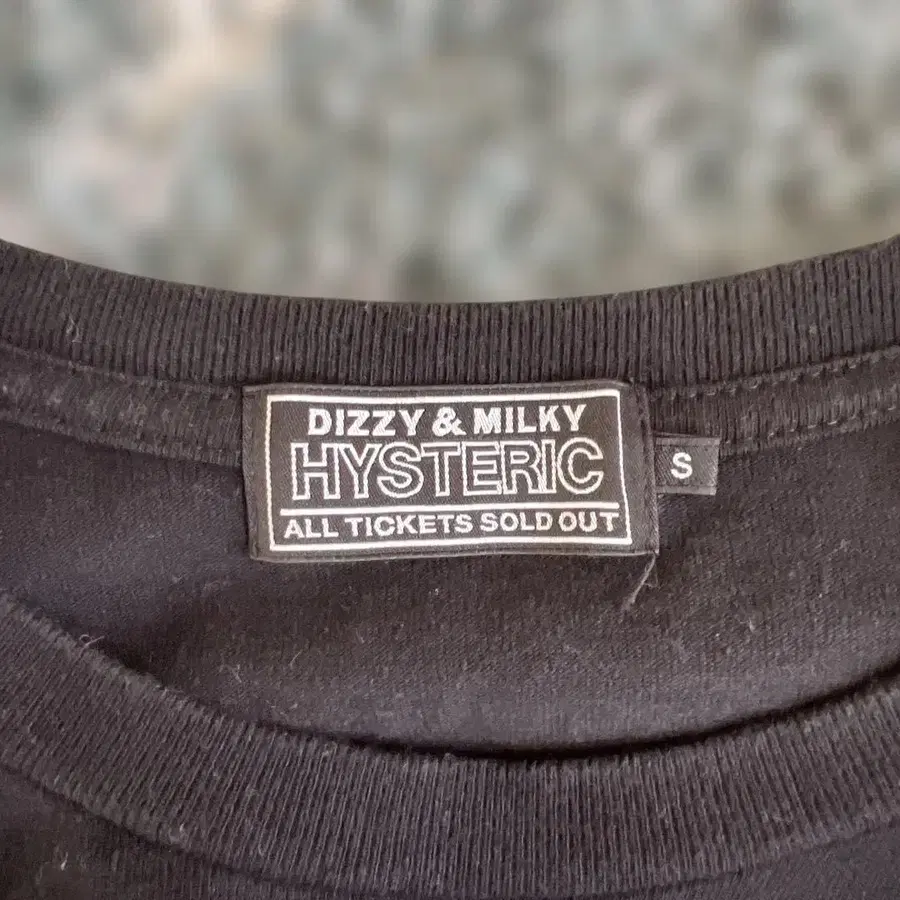 DIZZY & MILKY
HYSTERIC
ALL TICKETS SOLD OUT
S